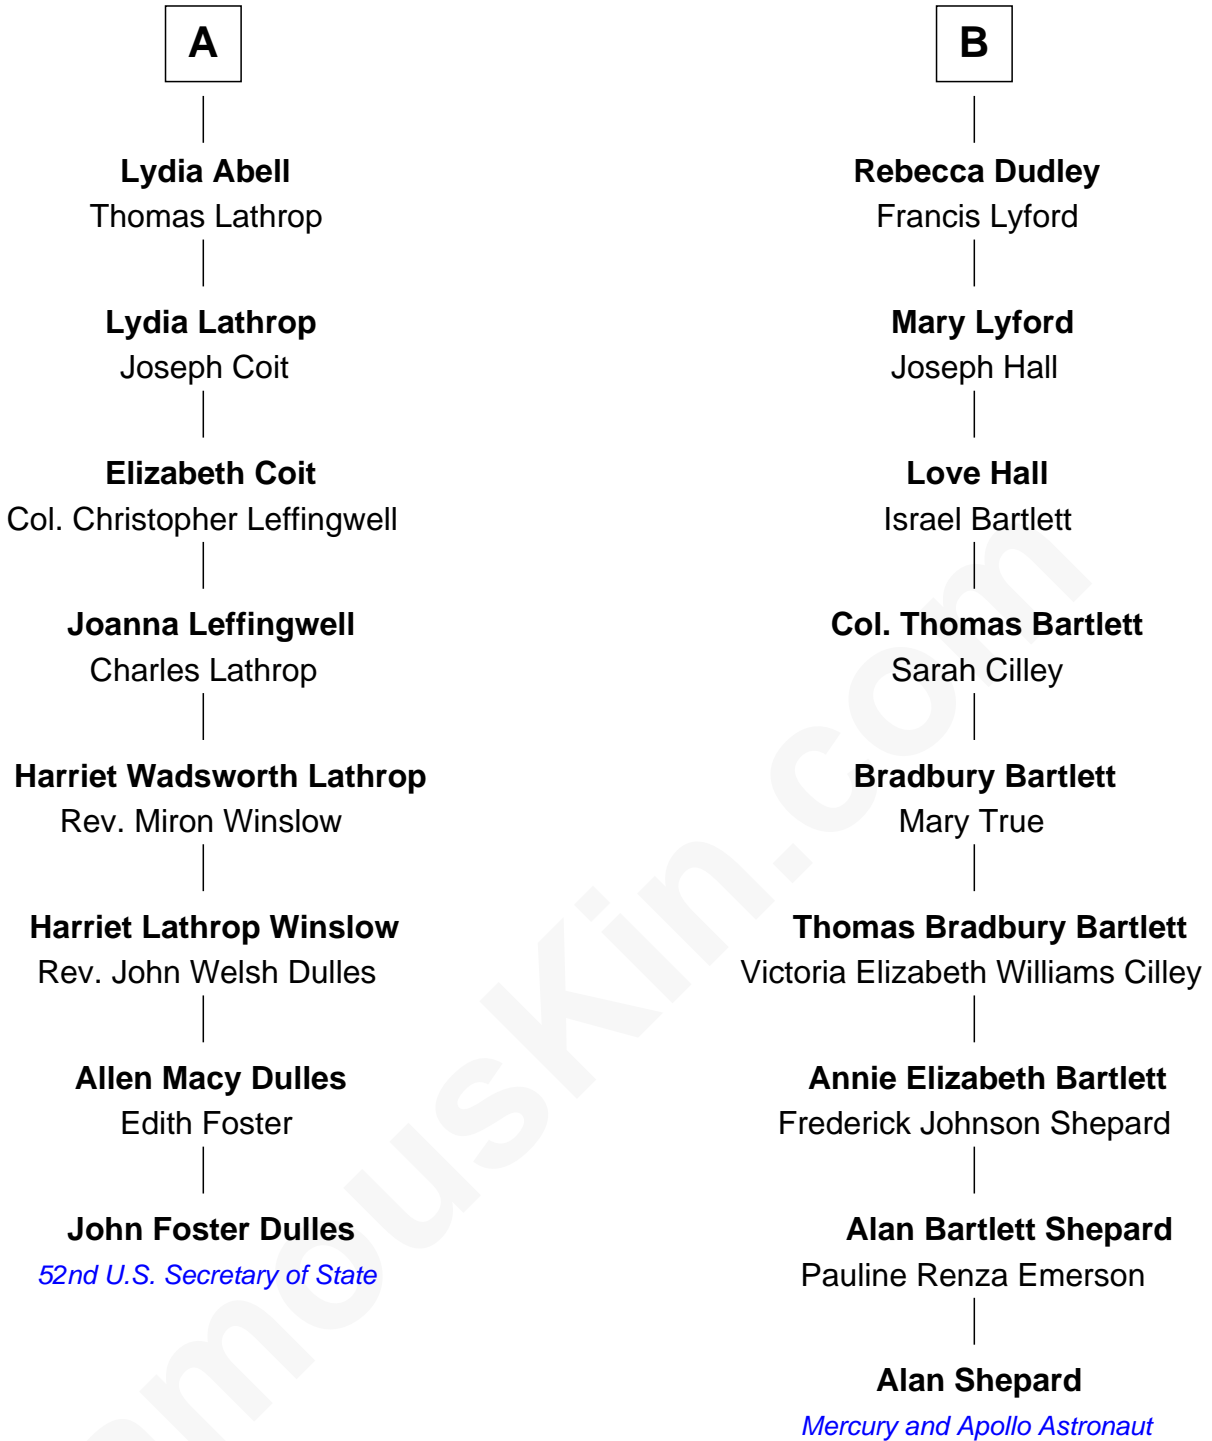 A
Lydia Abell
Thomas Lathrop
Lydia Lathrop
Joseph Coit
Elizabeth Coit
Col. Christopher Leffingwell
Joanna Leffingwell
Charles Lathrop
Harriet Wadsworth Lathrop
Rev. Miron Winslow
Harriet Lathrop Winslow
Rev. John Welsh Dulles
Allen Macy Dulles
Edith Foster
John Foster Dulles
52nd U.S. Secretary of State
B
Rebecca Dudley
Francis Lyford
Mary Lyford
Joseph Hall
Love Hall
Israel Bartlett
Col. Thomas Bartlett
Sarah Cilley
Bradbury Bartlett
Mary True
Thomas Bradbury Bartlett
Victoria Elizabeth Williams Cilley
Annie Elizabeth Bartlett
Frederick Johnson Shepard
Alan Bartlett Shepard
Pauline Renza Emerson
Alan Shepard
Mercury and Apollo Astronaut
amousKin.com